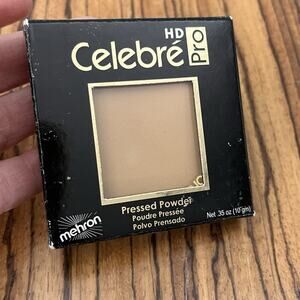 HD
Celebré Pro
C
Pressed Powder
Poudre Pressée
Polvo Prensado
mehron
Net .35 oz (10 gm)